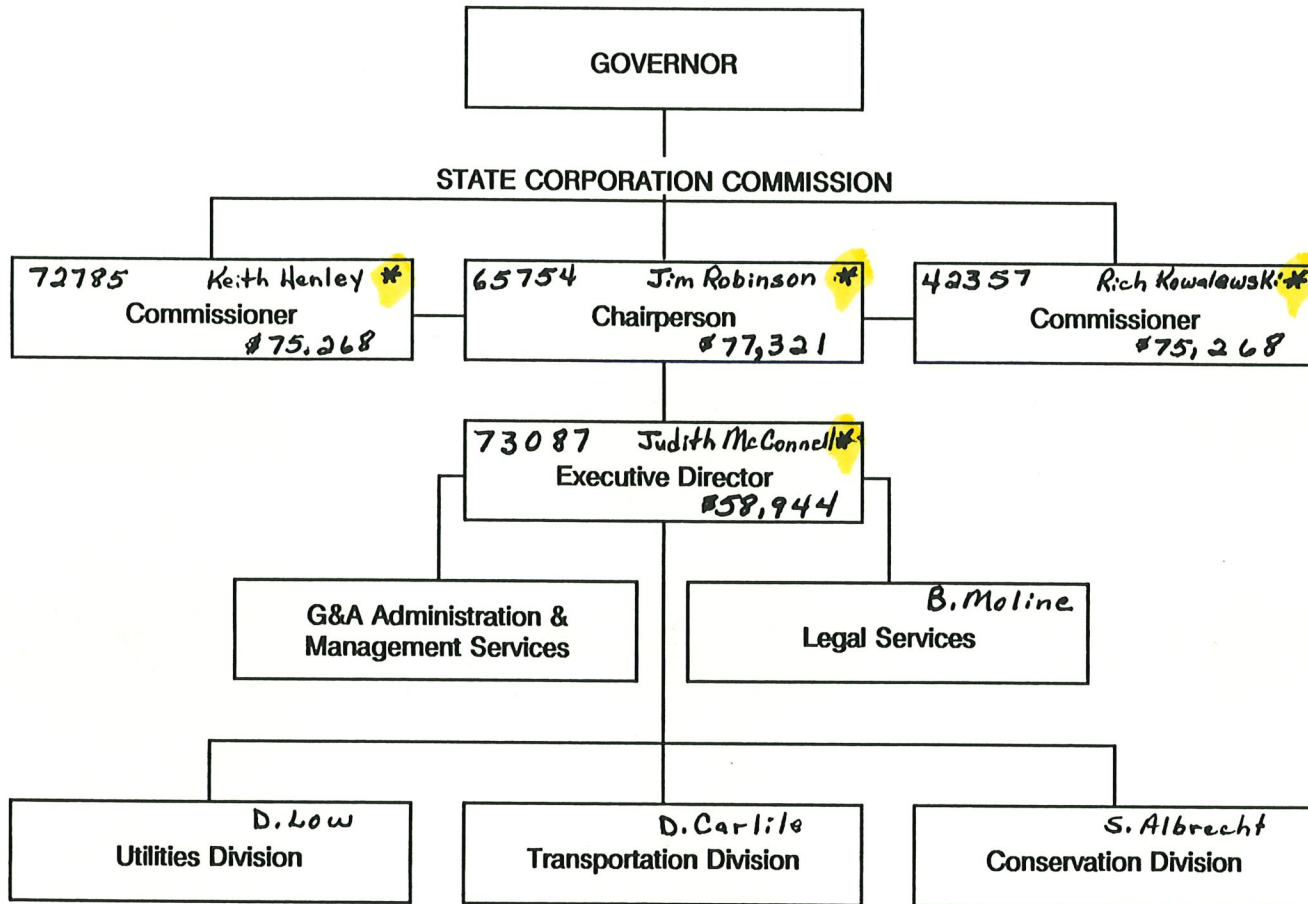 GOVERNOR
STATE CORPORATION COMMISSION
72785 Keith Henley *
Commissioner
$75,268
65754 Jim Robinson *
Chairperson
$77,321
42357 Rich Kowalewski *
Commissioner
$75,268
73087 Judith McConnell *
Executive Director
$58,944
G&A Administration &
Management Services
B. Moline
Legal Services
D. Low
Utilities Division
D. Carlile
Transportation Division
S. Albrecht
Conservation Division